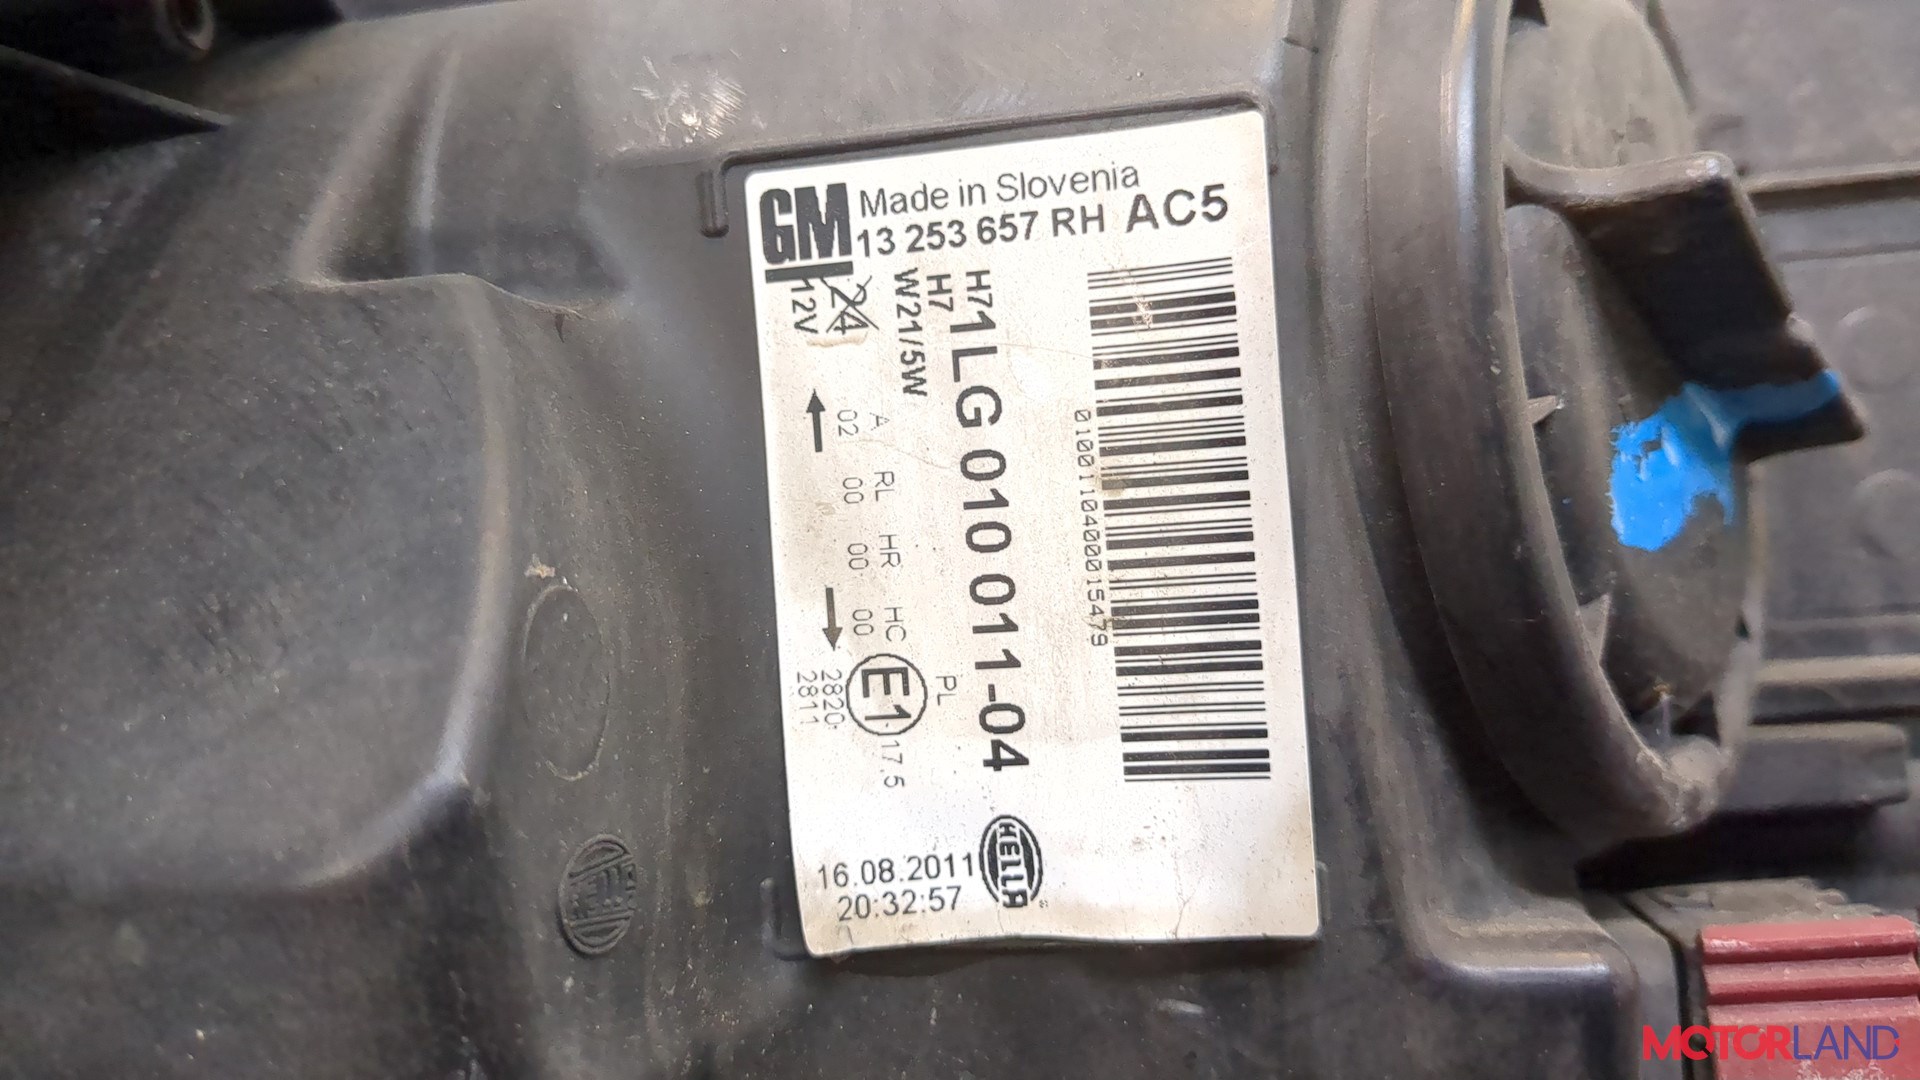 GM
Made in Slovenia
13 253 657 RH AC5
12V
24
W21/5W
H7
H7
1LG 010 011-04
A RL HR HC
02 00 00 00
PL
E1
17.5
2820
2811
0100110400015479
16.08.2011
20:32:57
HELLA
HELLA
MOTORLAND